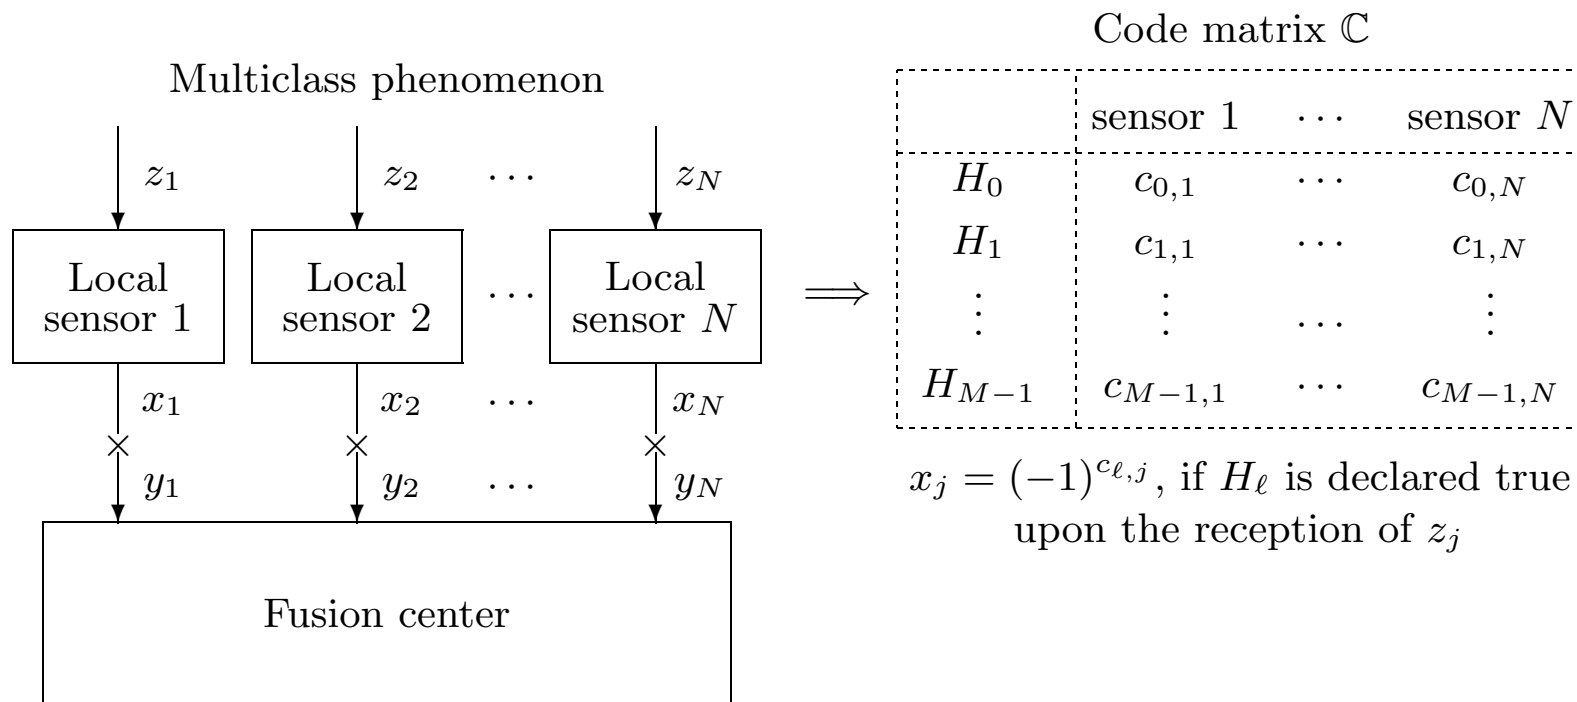 Multiclass phenomenon
z_1 z_2 ⋯ z_N
Local sensor 1
Local sensor 2
⋯
Local sensor N
x_1 x_2 ⋯ x_N
× × ×
y_1 y_2 ⋯ y_N
Fusion center
⟹
Code matrix ℂ
sensor 1 ⋯ sensor N
H_0 c_{0,1} ⋯ c_{0,N}
H_1 c_{1,1} ⋯ c_{1,N}
⋮ ⋮ ⋯ ⋮
H_{M−1} c_{M−1,1} ⋯ c_{M−1,N}
x_j = (−1)^{c_{ℓ,j}}, if H_ℓ is declared true
upon the reception of z_j